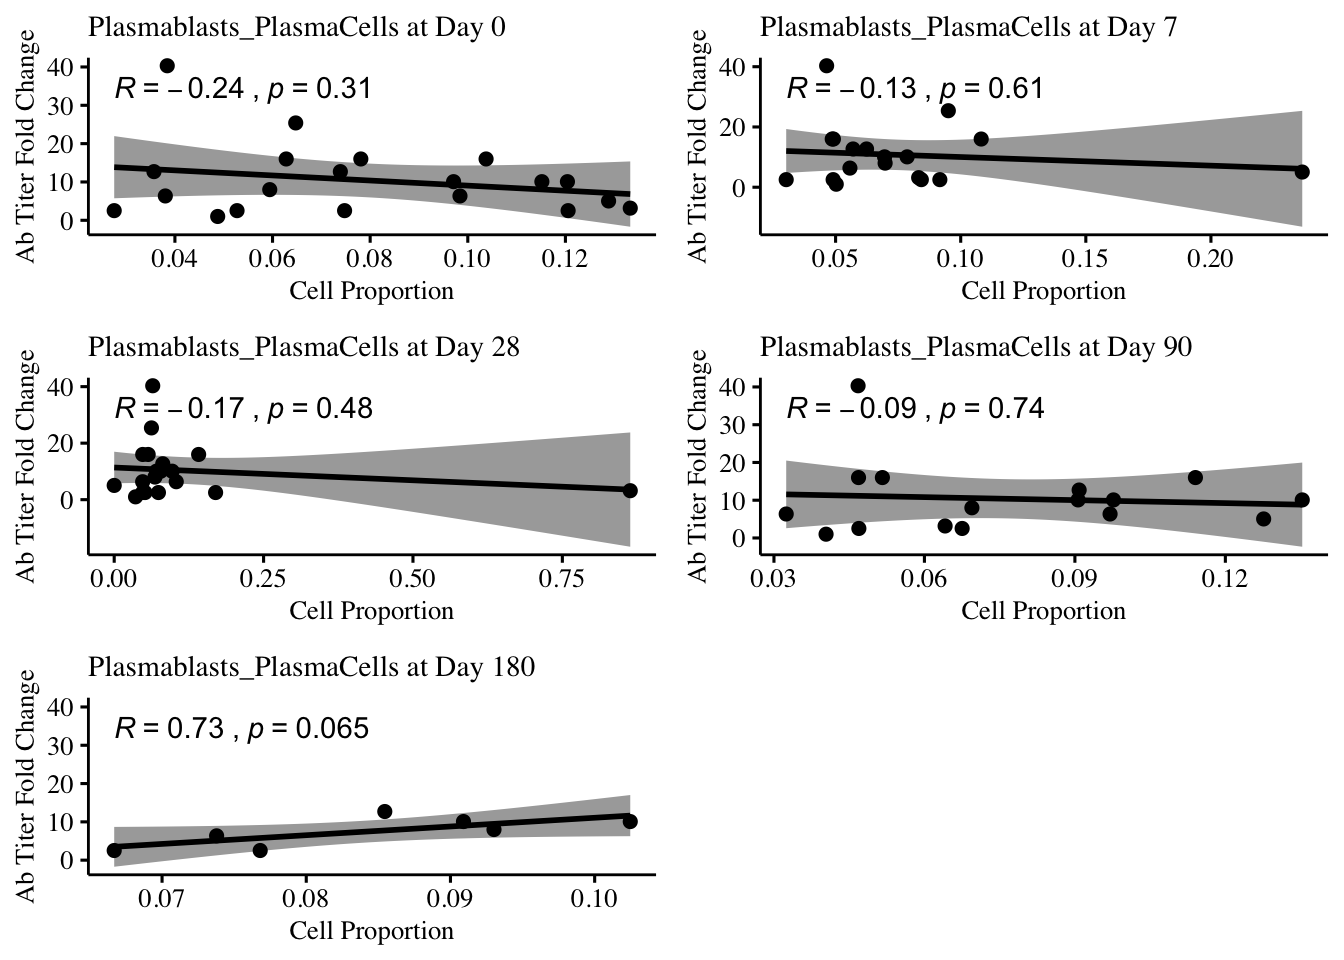 Plasmablasts_PlasmaCells at Day 0
Ab Titer Fold Change
40
30
20
10
0
R = −0.24 , p = 0.31
0.04 0.06 0.08 0.10 0.12
Cell Proportion
Plasmablasts_PlasmaCells at Day 7
Ab Titer Fold Change
40
20
0
R = −0.13 , p = 0.61
0.05 0.10 0.15 0.20
Cell Proportion
Plasmablasts_PlasmaCells at Day 28
Ab Titer Fold Change
40
20
0
R = −0.17 , p = 0.48
0.00 0.25 0.50 0.75
Cell Proportion
Plasmablasts_PlasmaCells at Day 90
Ab Titer Fold Change
40
30
20
10
0
R = −0.09 , p = 0.74
0.03 0.06 0.09 0.12
Cell Proportion
Plasmablasts_PlasmaCells at Day 180
Ab Titer Fold Change
40
30
20
10
0
R = 0.73 , p = 0.065
0.07 0.08 0.09 0.10
Cell Proportion